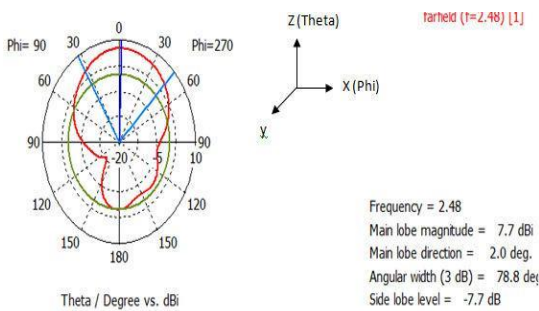 farfield (f=2.48) [1]
Phi= 90 30 0 30 Phi=270
60 60
90 -20 -5 10 90
120 120
150 180 150
Theta / Degree vs. dBi
Z (Theta)
X (Phi)
y
Frequency = 2.48
Main lobe magnitude = 7.7 dBi
Main lobe direction = 2.0 deg.
Angular width (3 dB) = 78.8 deg
Side lobe level = -7.7 dB